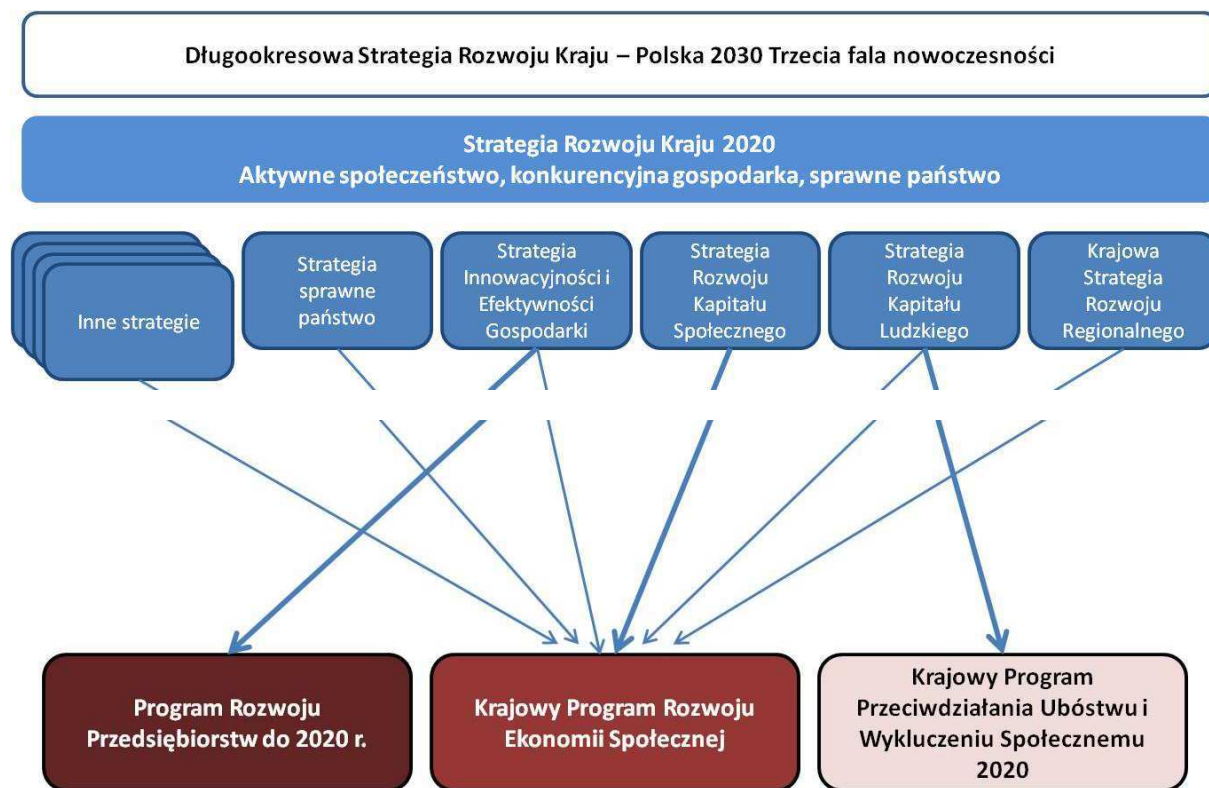 Długookresowa Strategia Rozwoju Kraju – Polska 2030 Trzecia fala nowoczesności
Strategia Rozwoju Kraju 2020
Aktywne społeczeństwo, konkurencyjna gospodarka, sprawne państwo
Inne strategie
Strategia
sprawne
państwo
Strategia
Innowacyjności i
Efektywności
Gospodarki
Strategia
Rozwoju
Kapitału
Społecznego
Strategia
Rozwoju
Kapitału
Ludzkiego
Krajowa
Strategia
Rozwoju
Regionalnego
Program Rozwoju
Przedsiębiorstw do 2020 r.
Krajowy Program Rozwoju
Ekonomii Społecznej
Krajowy Program
Przeciwdziałania Ubóstwu i
Wykluczeniu Społecznemu
2020